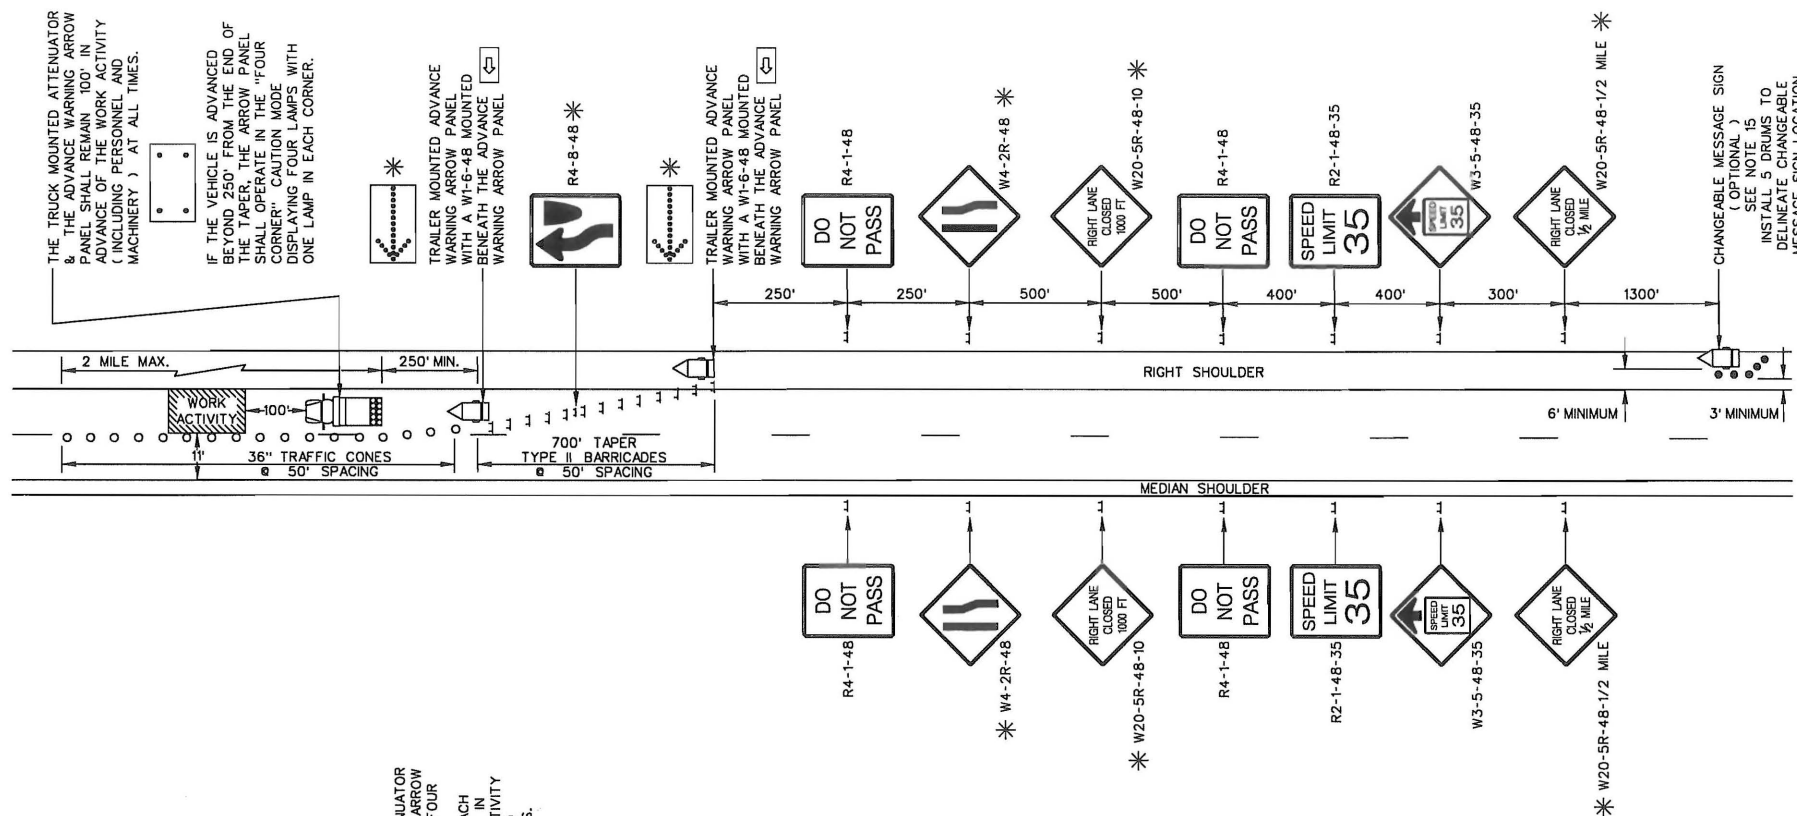 THE TRUCK MOUNTED ATTENUATOR
& THE ADVANCE WARNING ARROW
PANEL SHALL REMAIN 100' IN
ADVANCE OF THE WORK ACTIVITY
( INCLUDING PERSONNEL AND
MACHINERY ) AT ALL TIMES.
IF THE VEHICLE IS ADVANCED
BEYOND 250' FROM THE END OF
THE TAPER, THE ARROW PANEL
SHALL OPERATE IN THE "FOUR
CORNER" CAUTION MODE
DISPLAYING FOUR LAMPS WITH
ONE LAMP IN EACH CORNER.
TRAILER MOUNTED ADVANCE
WARNING ARROW PANEL
WITH A W1-6-48 MOUNTED
BENEATH THE ADVANCE
WARNING ARROW PANEL
R4-8-48
TRAILER MOUNTED ADVANCE
WARNING ARROW PANEL
WITH A W1-6-48 MOUNTED
BENEATH THE ADVANCE
WARNING ARROW PANEL
DO
NOT
PASS
R4-1-48
W4-2R-48
RIGHT LANE
CLOSED
1000 FT
W20-5R-48-10
DO
NOT
PASS
R4-1-48
SPEED
LIMIT
35
R2-1-48-35
SPEED
LIMIT
35
W3-5-48-35
RIGHT LANE
CLOSED
½ MILE
W20-5R-48-1/2 MILE
CHANGEABLE MESSAGE SIGN
( OPTIONAL )
SEE NOTE 15
INSTALL 5 DRUMS TO
DELINEATE CHANGEABLE
MESSAGE SIGN LOCATION
250'
250'
500'
500'
400'
400'
300'
1300'
2 MILE MAX.
250' MIN.
RIGHT SHOULDER
WORK
ACTIVITY
100'
6' MINIMUM
3' MINIMUM
11'
36" TRAFFIC CONES
@ 50' SPACING
700' TAPER
TYPE II BARRICADES
@ 50' SPACING
MEDIAN SHOULDER
DO
NOT
PASS
R4-1-48
W4-2R-48
RIGHT LANE
CLOSED
1000 FT
W20-5R-48-10
DO
NOT
PASS
R4-1-48
SPEED
LIMIT
35
R2-1-48-35
SPEED
LIMIT
35
W3-5-48-35
RIGHT LANE
CLOSED
½ MILE
W20-5R-48-1/2 MILE
NUATOR
ARROW
FOUR
ACH
IN
TIVITY
S.